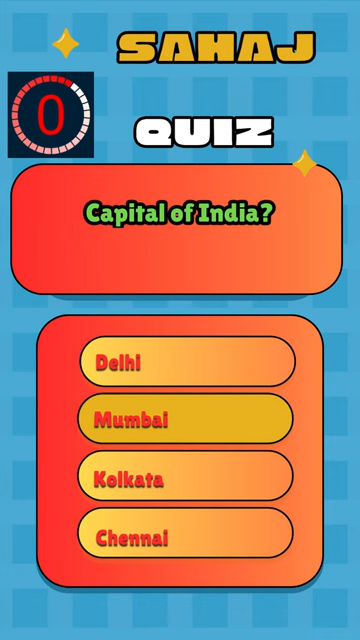 SAHAJ
0
QUIZ
Capital of India?
Delhi
Mumbai
Kolkata
Chennai